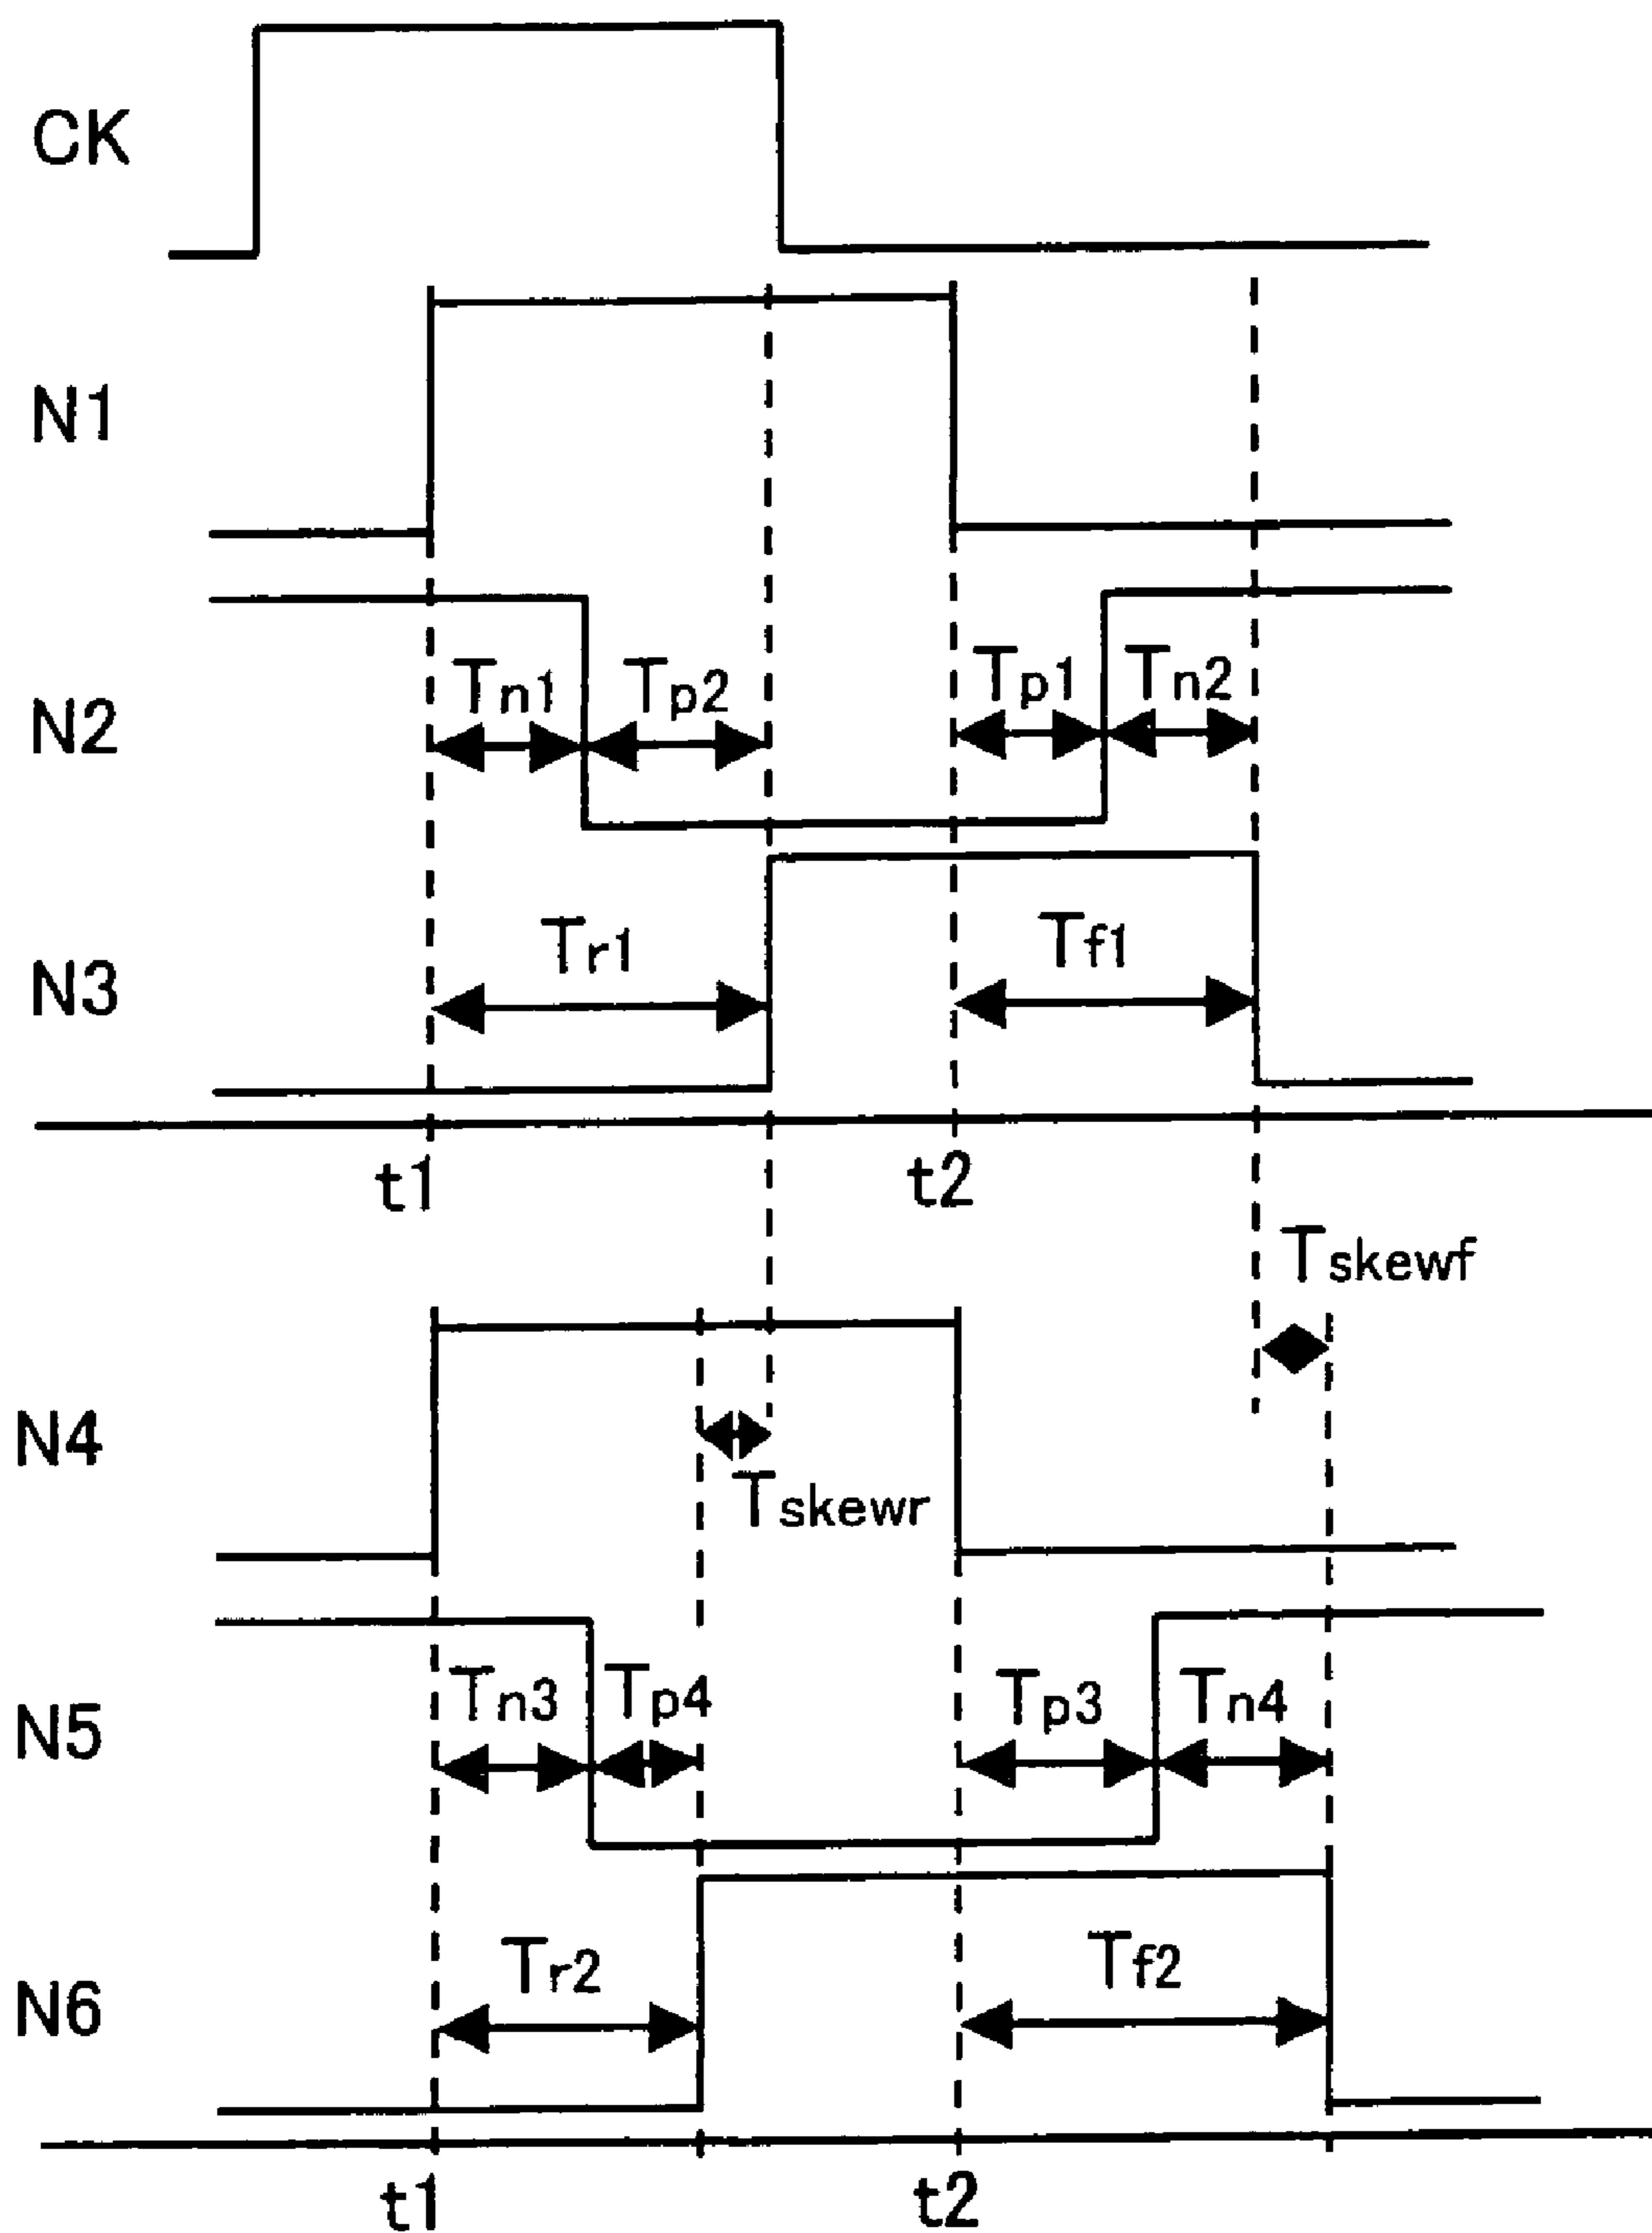 CK
N1
N2
Tn1 Tp2 Tp1 Tn2
N3
Tr1 Tf1
t1 t2
Tskewf
N4
Tskewr
N5
Tn3 Tp4 Tp3 Tn4
N6
Tr2 Tf2
t1 t2